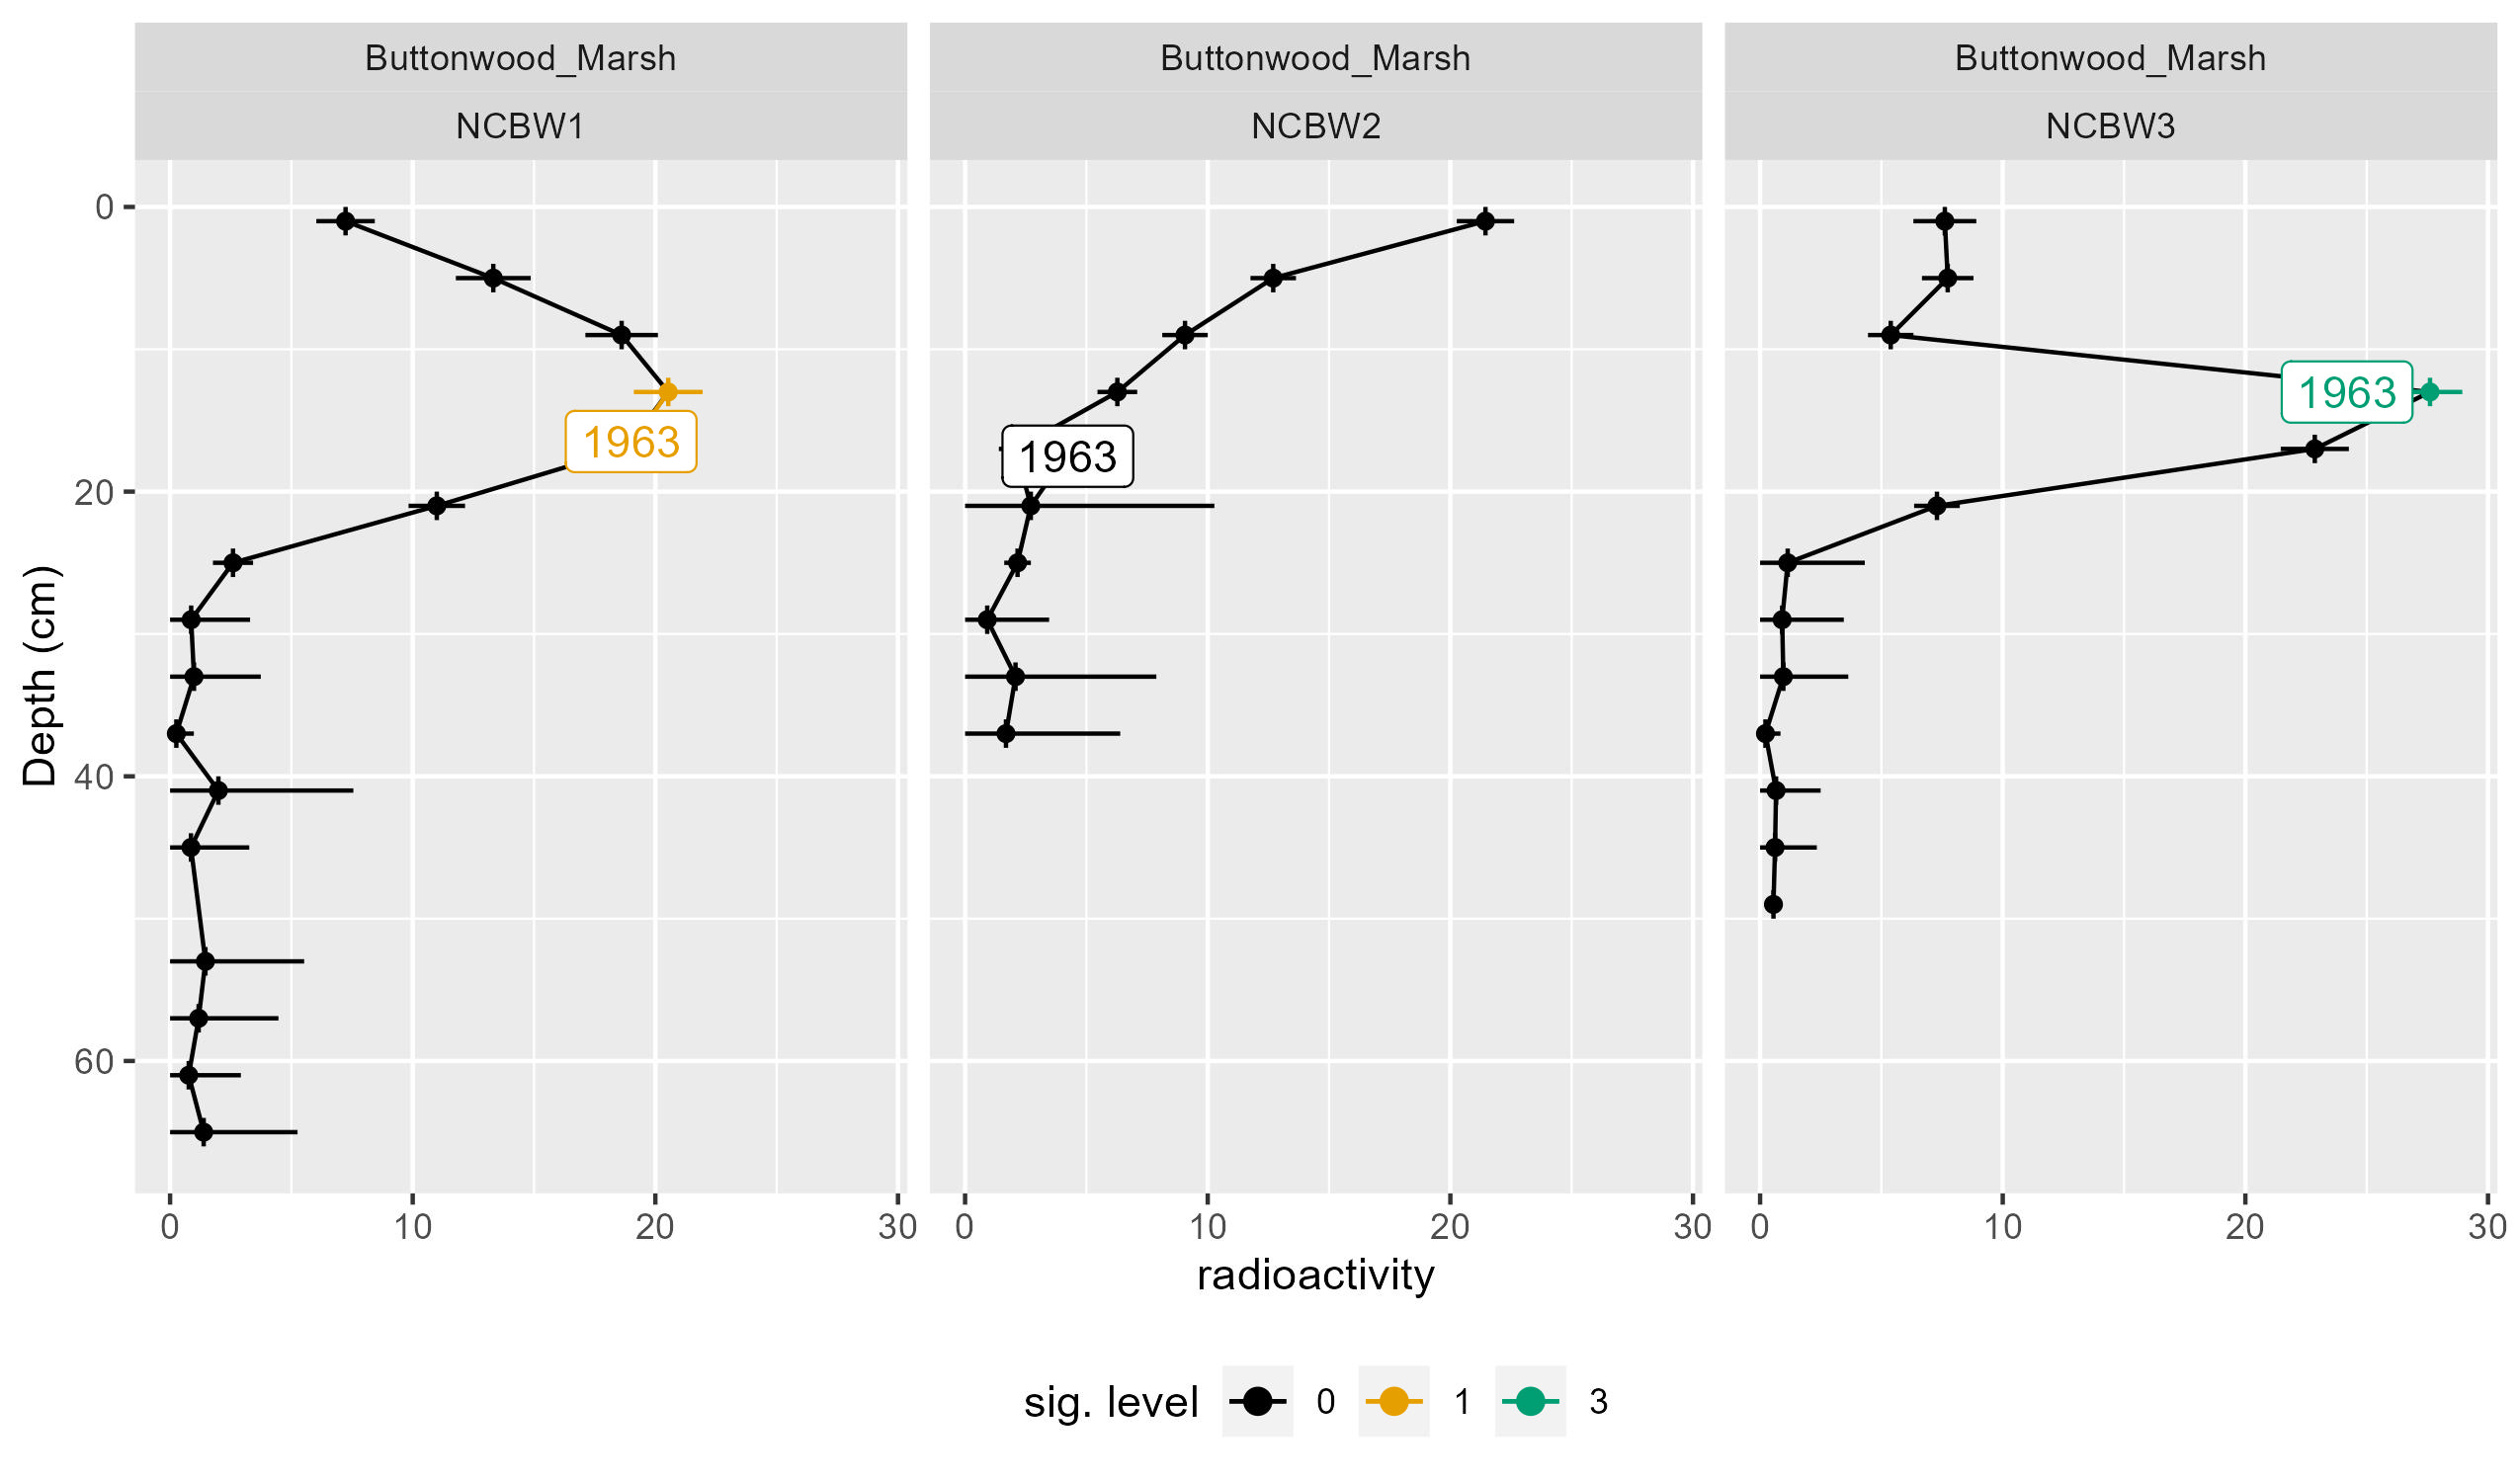 Buttonwood_Marsh Buttonwood_Marsh Buttonwood_Marsh
NCBW1 NCBW2 NCBW3
0
20
40
60
Depth (cm)
1963
1963
1963
0 10 20 30 0 10 20 30 0 10 20 30
radioactivity
sig. level 0 1 3